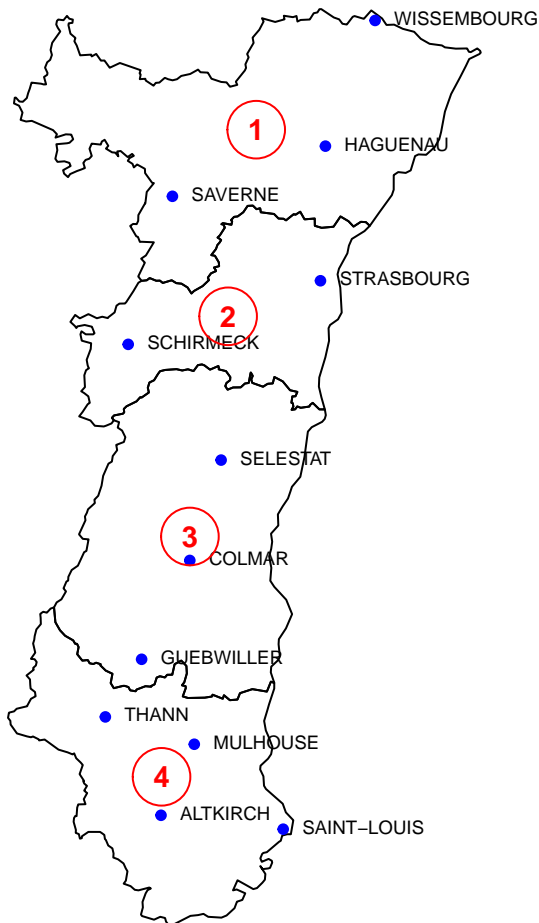 WISSEMBOURG
1
HAGUENAU
SAVERNE
STRASBOURG
2
SCHIRMECK
SELESTAT
3
COLMAR
GUEBWILLER
THANN
MULHOUSE
4
ALTKIRCH
SAINT−LOUIS